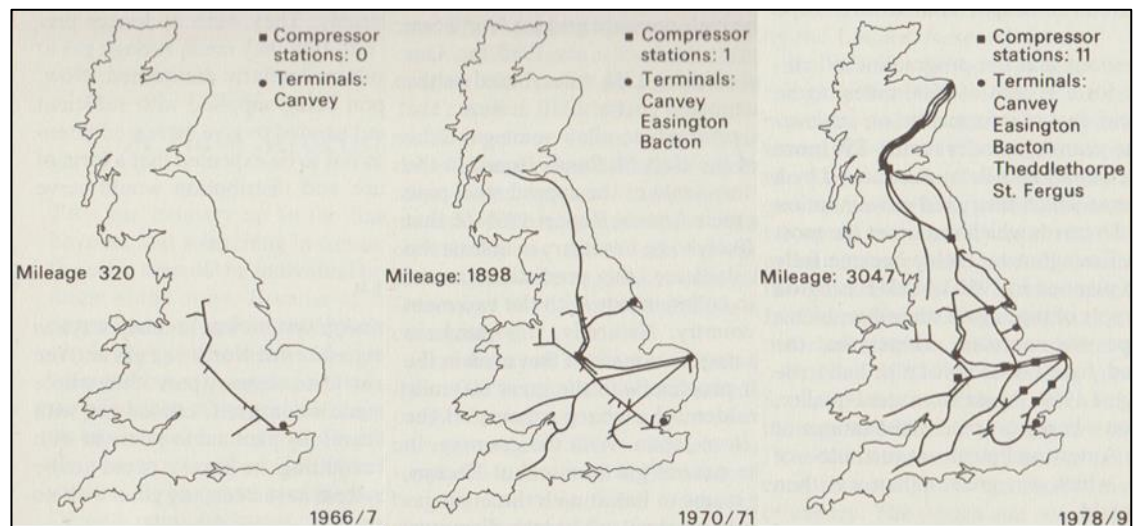 ■ Compressor
stations: 0
● Terminals:
Canvey
Mileage 320
1966/7
■ Compressor
stations: 1
● Terminals:
Canvey
Easington
Bacton
Mileage: 1898
1970/71
■ Compressor
stations: 11
● Terminals:
Canvey
Easington
Bacton
Theddlethorpe
St. Fergus
Mileage: 3047
1978/9